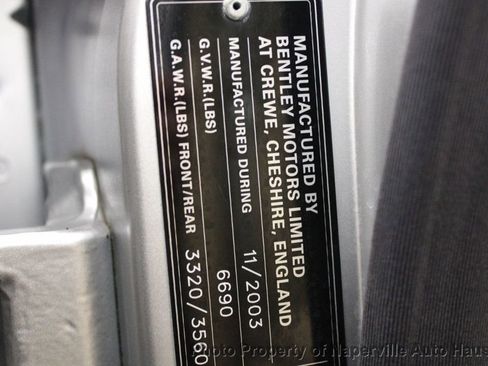 MANUFACTURED BY
BENTLEY MOTORS LIMITED
AT CREWE, CHESHIRE, ENGLAND
MANUFACTURED DURING 11/2003
G.V.W.R.(LBS) 6690
G.A.W.R.(LBS) FRONT/REAR 3320/3560
Photo Property of Naperville Auto Haus